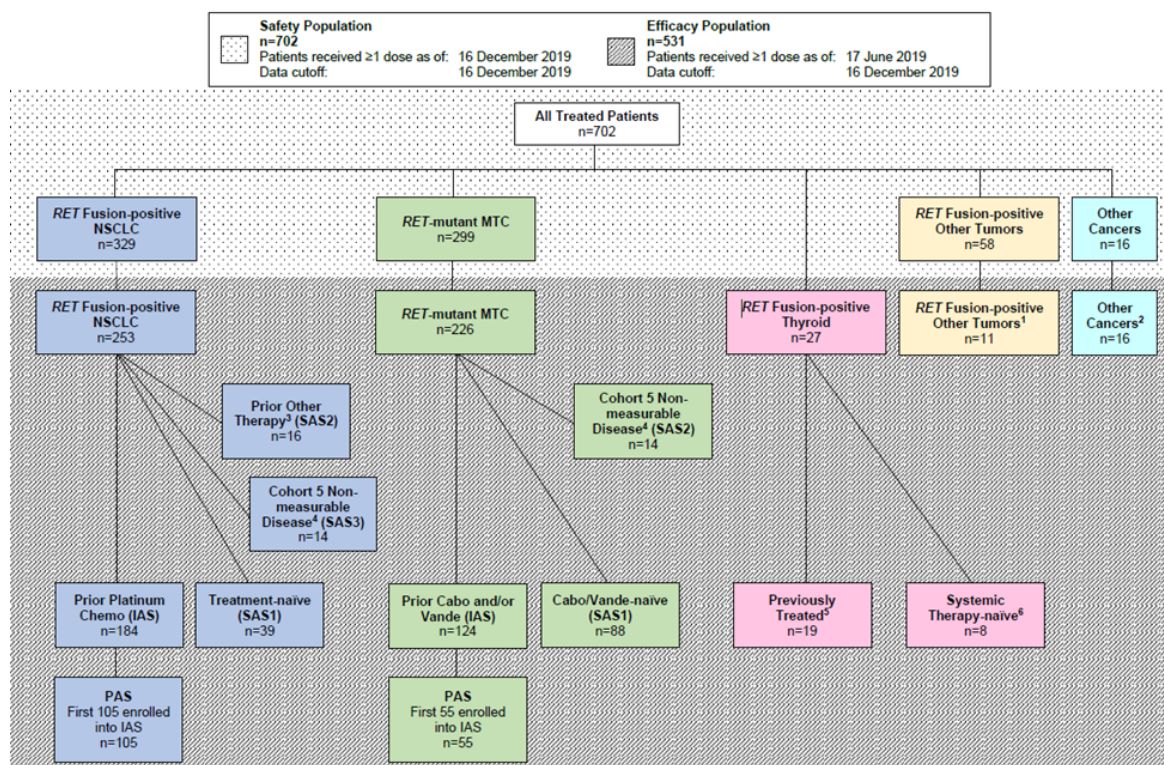 Safety Population
n=702
Patients received ≥1 dose as of: 16 December 2019
Data cutoff: 16 December 2019
Efficacy Population
n=531
Patients received ≥1 dose as of: 17 June 2019
Data cutoff: 16 December 2019
All Treated Patients
n=702
RET Fusion-positive
NSCLC
n=329
RET-mutant MTC
n=299
RET Fusion-positive
Other Tumors
n=58
Other
Cancers
n=16
RET Fusion-positive
NSCLC
n=253
RET-mutant MTC
n=226
RET Fusion-positive
Thyroid
n=27
RET Fusion-positive
Other Tumors¹
n=11
Other
Cancers²
n=16
Prior Other
Therapy³ (SAS2)
n=16
Cohort 5 Non-
measurable
Disease⁴ (SAS2)
n=14
Cohort 5 Non-
measurable
Disease⁴ (SAS3)
n=14
Prior Platinum
Chemo (IAS)
n=184
Treatment-naïve
(SAS1)
n=39
Prior Cabo and/or
Vande (IAS)
n=124
Cabo/Vande-naïve
(SAS1)
n=88
Previously
Treated⁵
n=19
Systemic
Therapy-naïve⁶
n=8
PAS
First 105 enrolled
into IAS
n=105
PAS
First 55 enrolled
into IAS
n=55